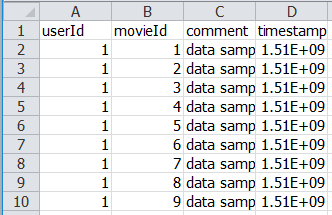 A B C D
1 userId movieId comment timestamp
2 1 1 data samp 1.51E+09
3 1 2 data samp 1.51E+09
4 1 3 data samp 1.51E+09
5 1 4 data samp 1.51E+09
6 1 5 data samp 1.51E+09
7 1 6 data samp 1.51E+09
8 1 7 data samp 1.51E+09
9 1 8 data samp 1.51E+09
10 1 9 data samp 1.51E+09